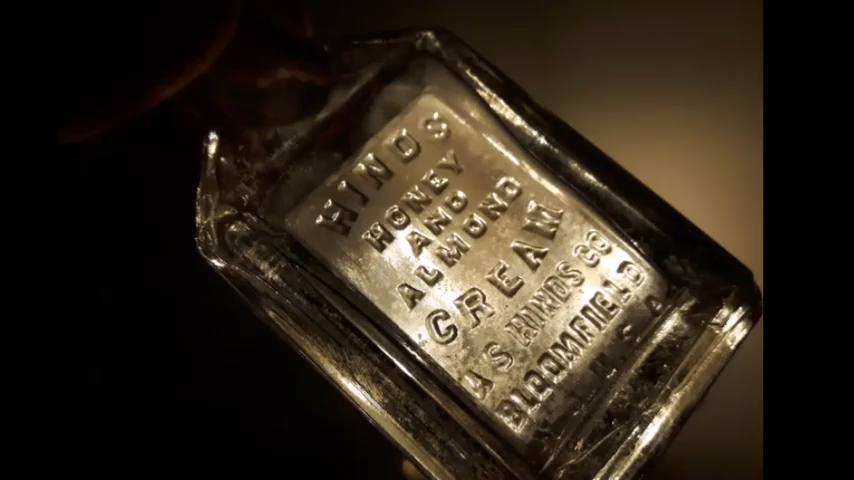 HINDS
HONEY
AND
ALMOND
CREAM
A S HINDS CO
BLOOMFIELD
U.S.A